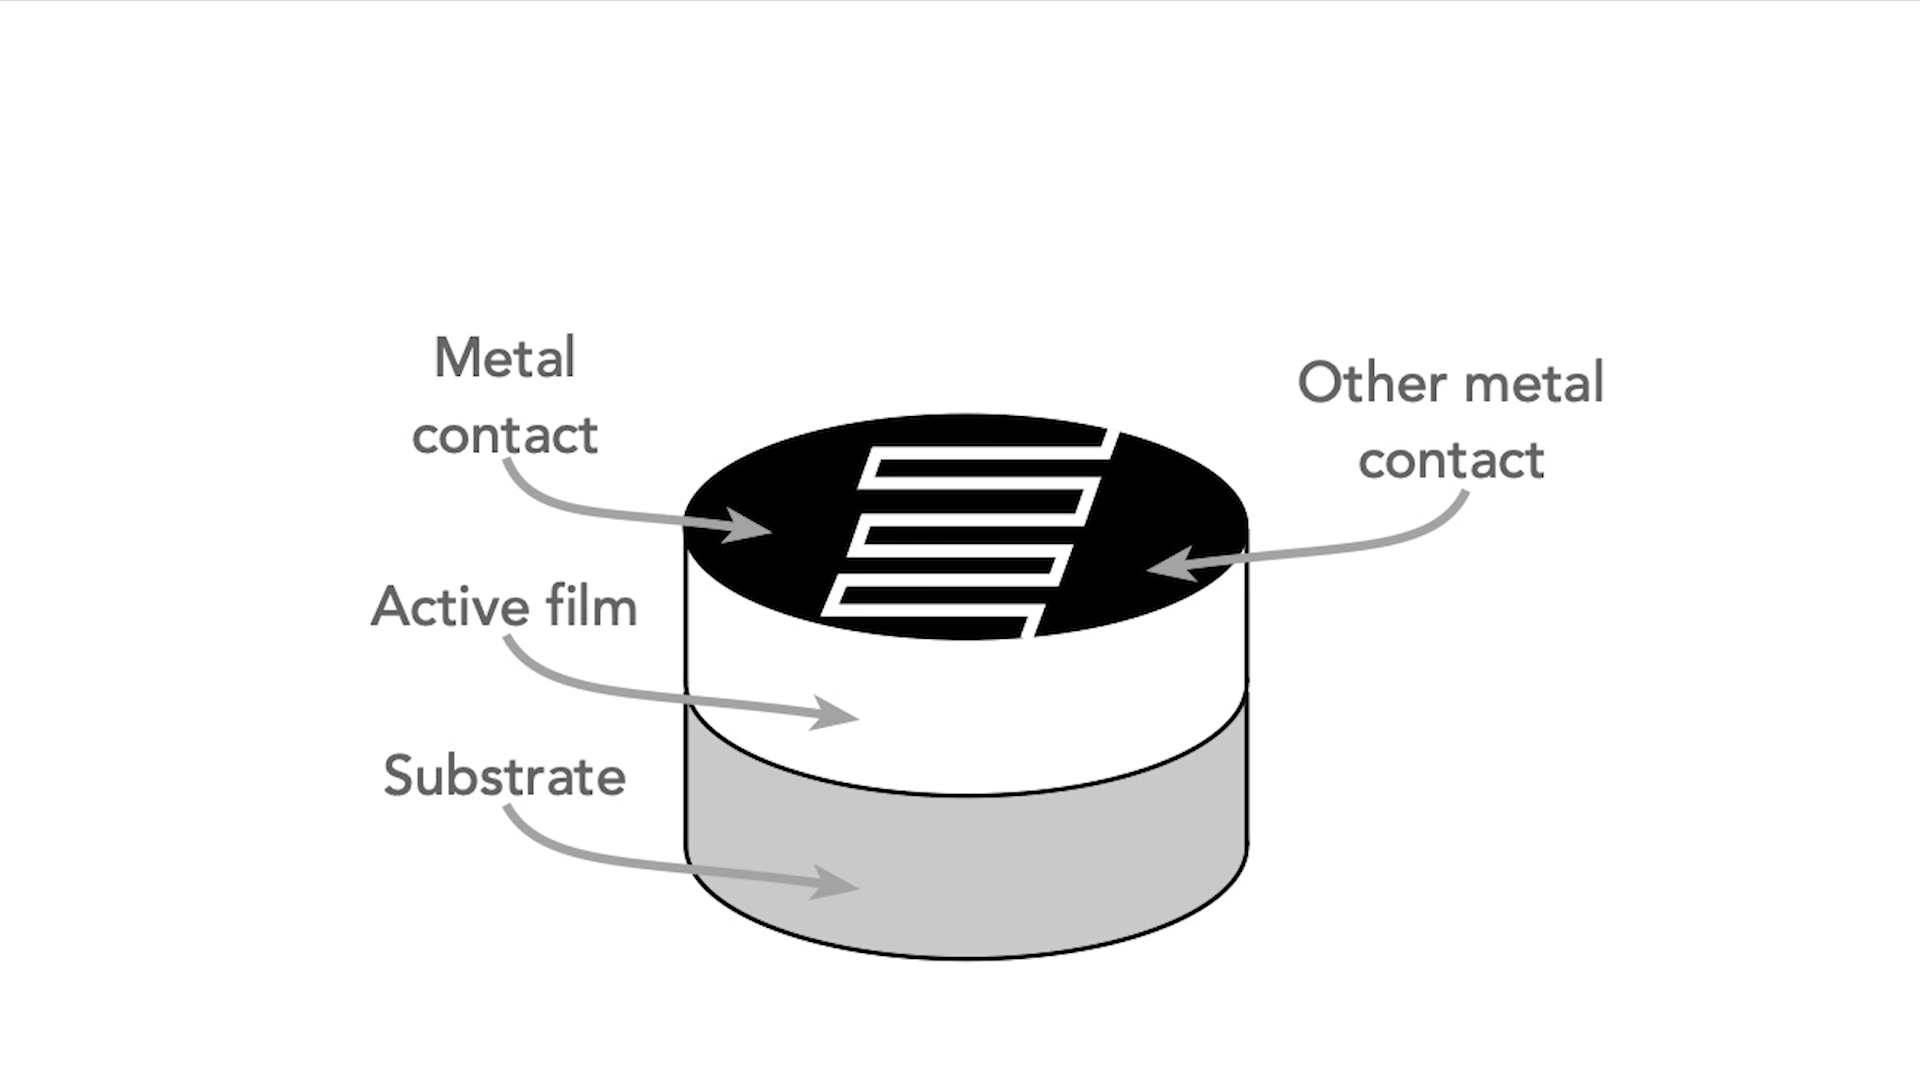 Metal
contact
Other metal
contact
Active film
Substrate